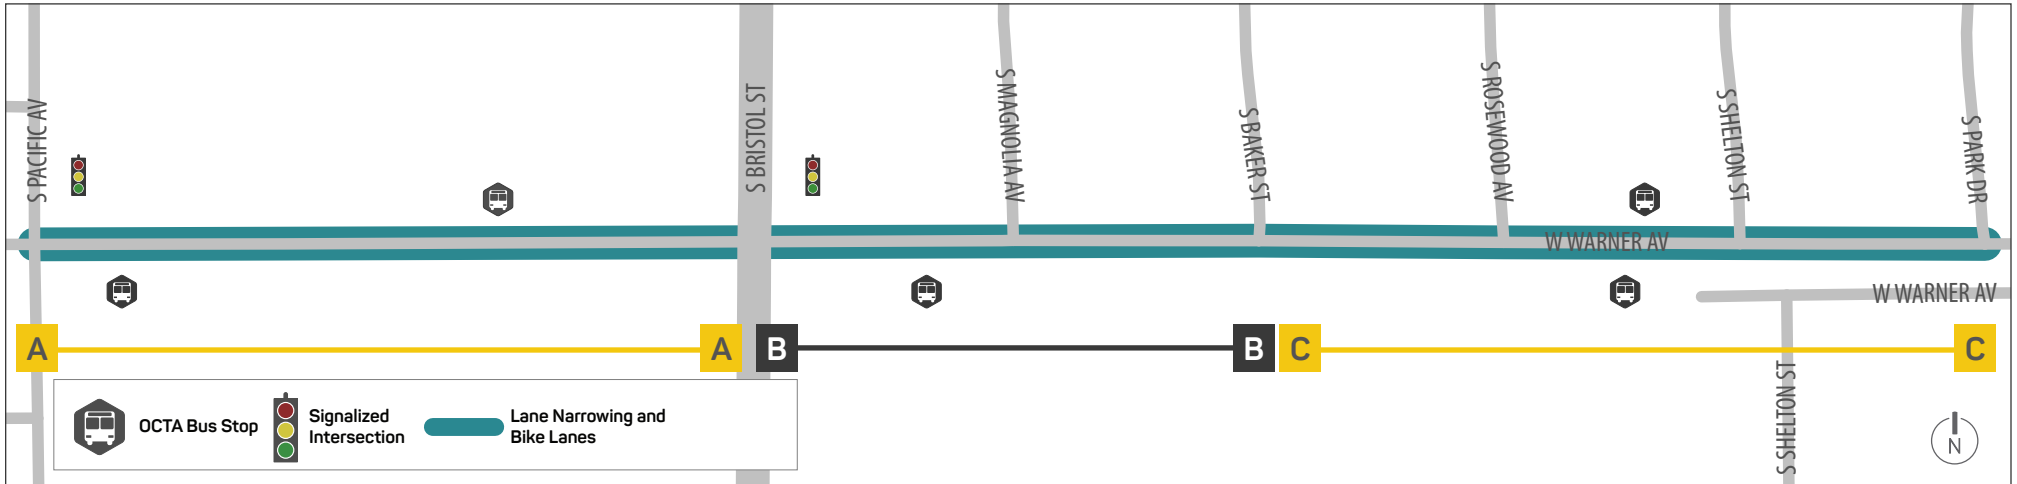 S PACIFIC AV
S BRISTOL ST
S MAGNOLIA AV
S BAKER ST
S ROSEWOOD AV
S SHELTON ST
S PARK DR
W WARNER AV
W WARNER AV
A
A
B
B
C
C
S SHELTON ST
OCTA Bus Stop
Signalized
Intersection
Lane Narrowing and
Bike Lanes
N